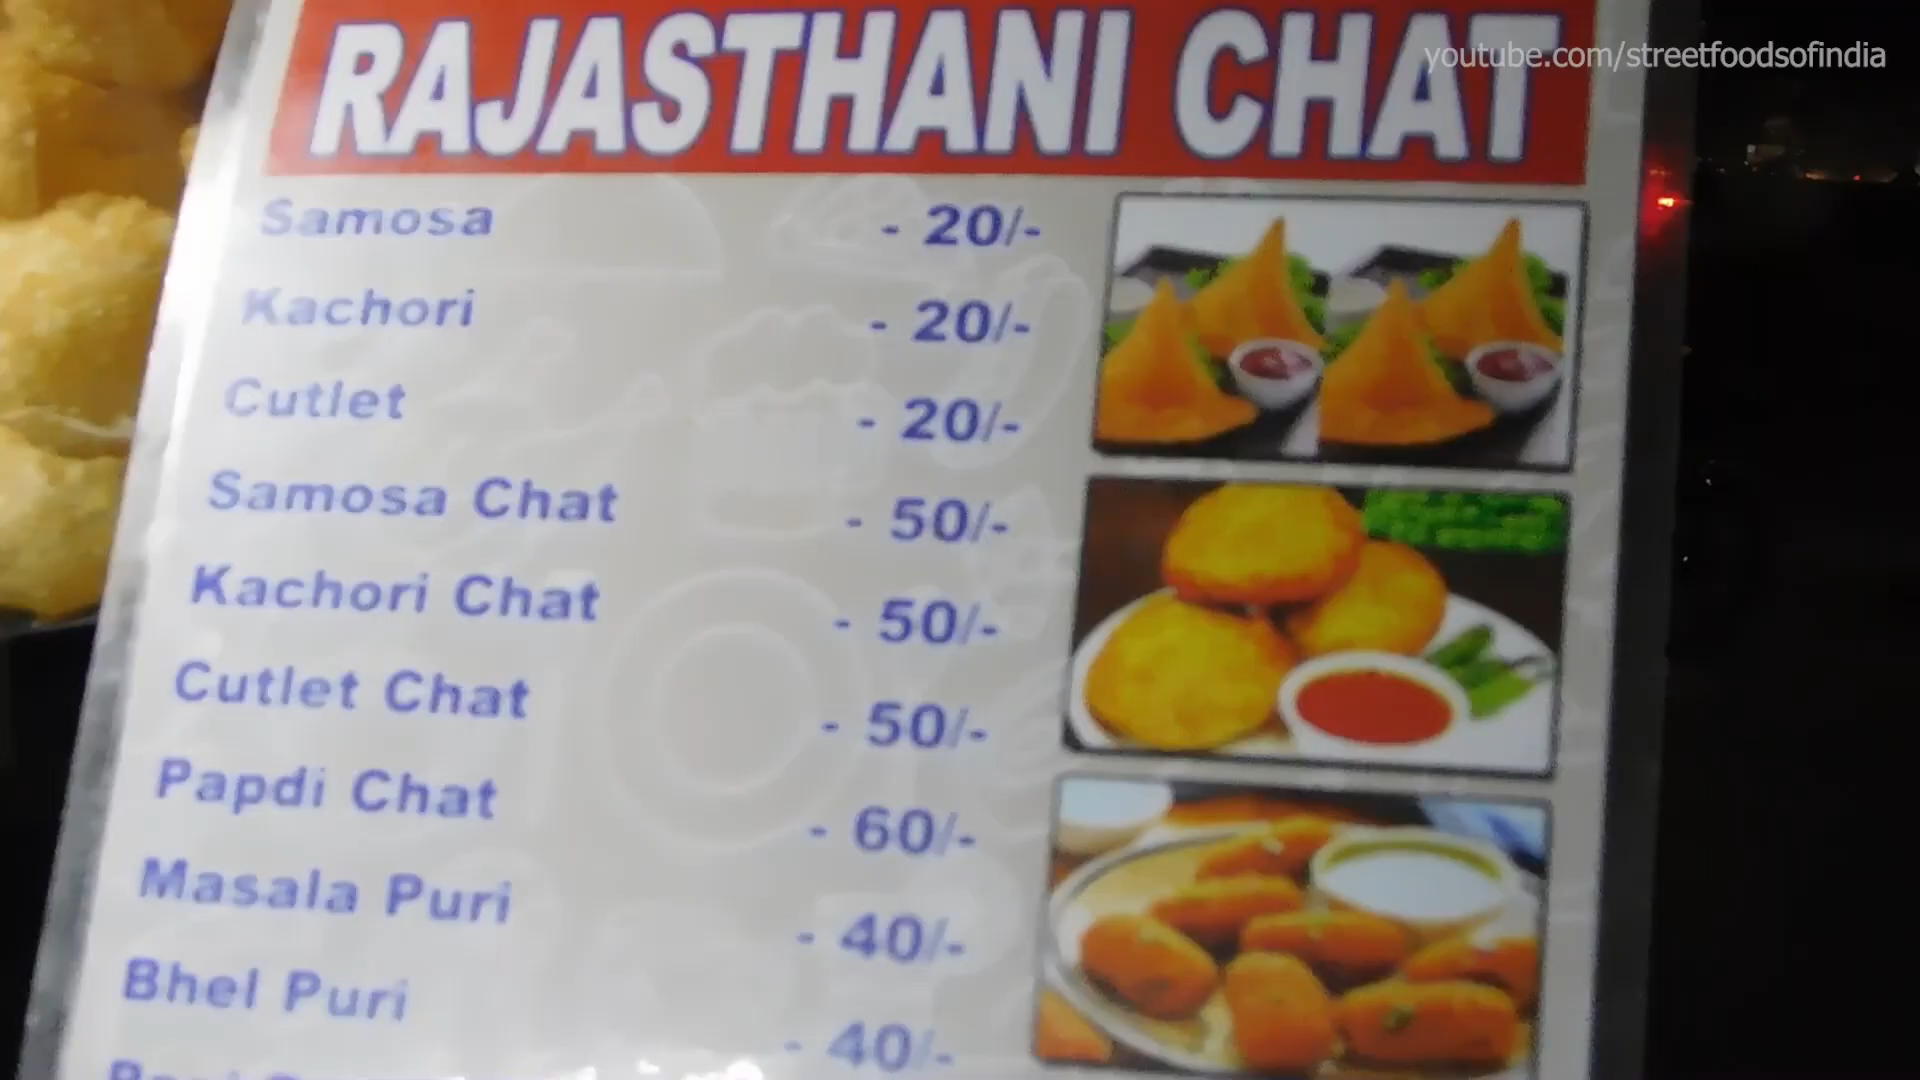 youtube.com/streetfoodsofindia
RAJASTHANI CHAT
Samosa - 20/-
Kachori - 20/-
Cutlet - 20/-
Samosa Chat - 50/-
Kachori Chat - 50/-
Cutlet Chat - 50/-
Papdi Chat - 60/-
Masala Puri - 40/-
Bhel Puri - 40/-